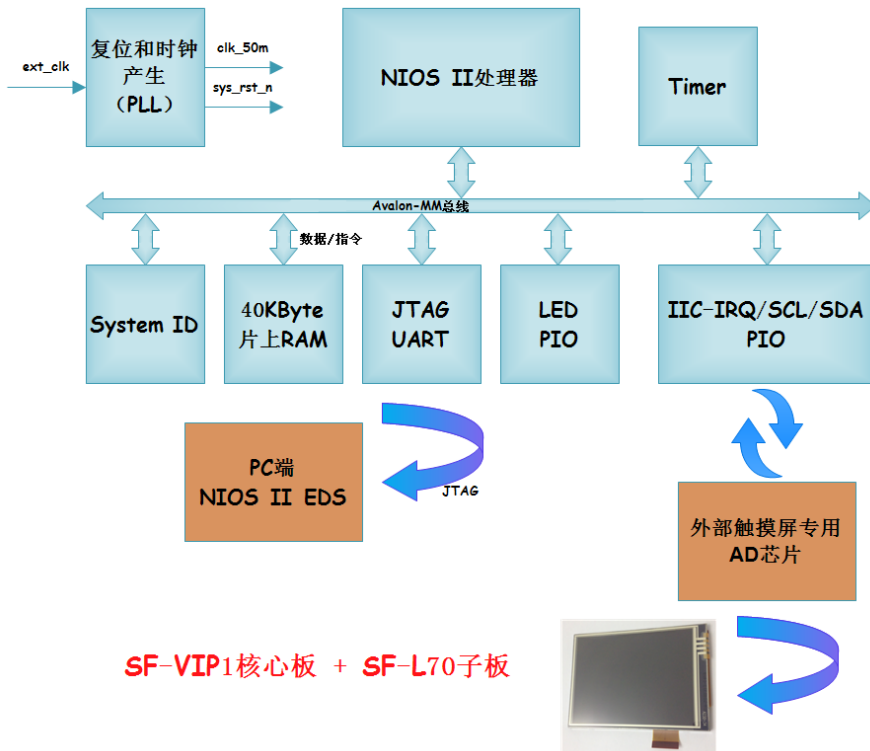 ext_clk
复位和时钟
产生
（PLL）
clk_50m
sys_rst_n
NIOS II处理器
Timer
Avalon-MM总线
数据/指令
System ID
40KByte
片上RAM
JTAG
UART
LED
PIO
IIC-IRQ/SCL/SDA
PIO
PC端
NIOS II EDS
JTAG
外部触摸屏专用
AD芯片
SF-VIP1核心板 + SF-L70子板